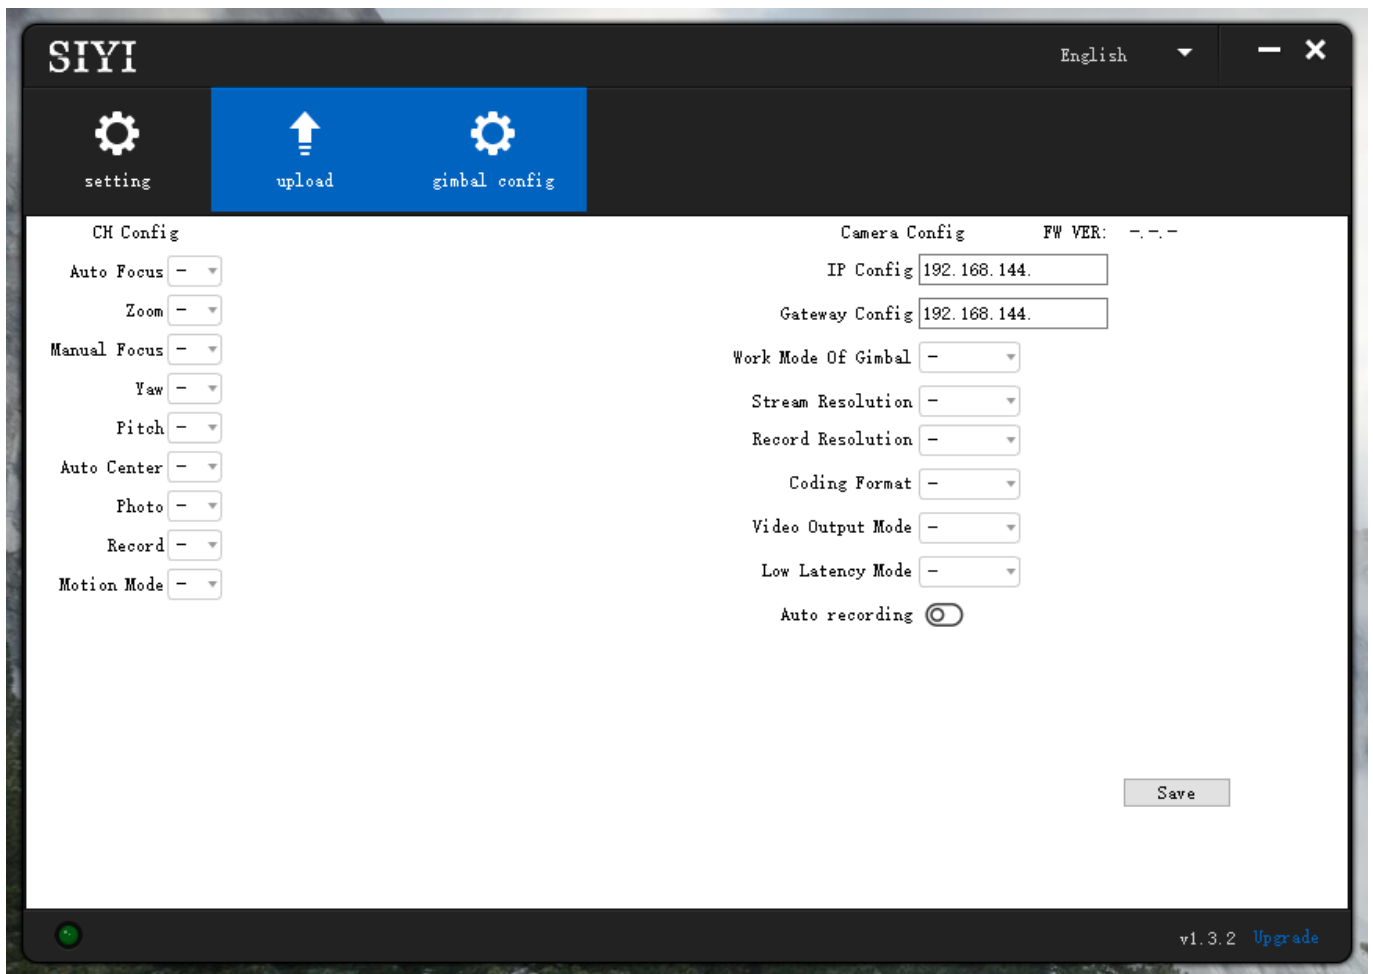 SIYI
English
setting
upload
gimbal config
CH Config
Auto Focus -
Zoom -
Manual Focus -
Yaw -
Pitch -
Auto Center -
Photo -
Record -
Motion Mode -
Camera Config FW VER: -.-.-
IP Config 192.168.144.
Gateway Config 192.168.144.
Work Mode Of Gimbal -
Stream Resolution -
Record Resolution -
Coding Format -
Video Output Mode -
Low Latency Mode -
Auto recording
Save
v1.3.2 Upgrade